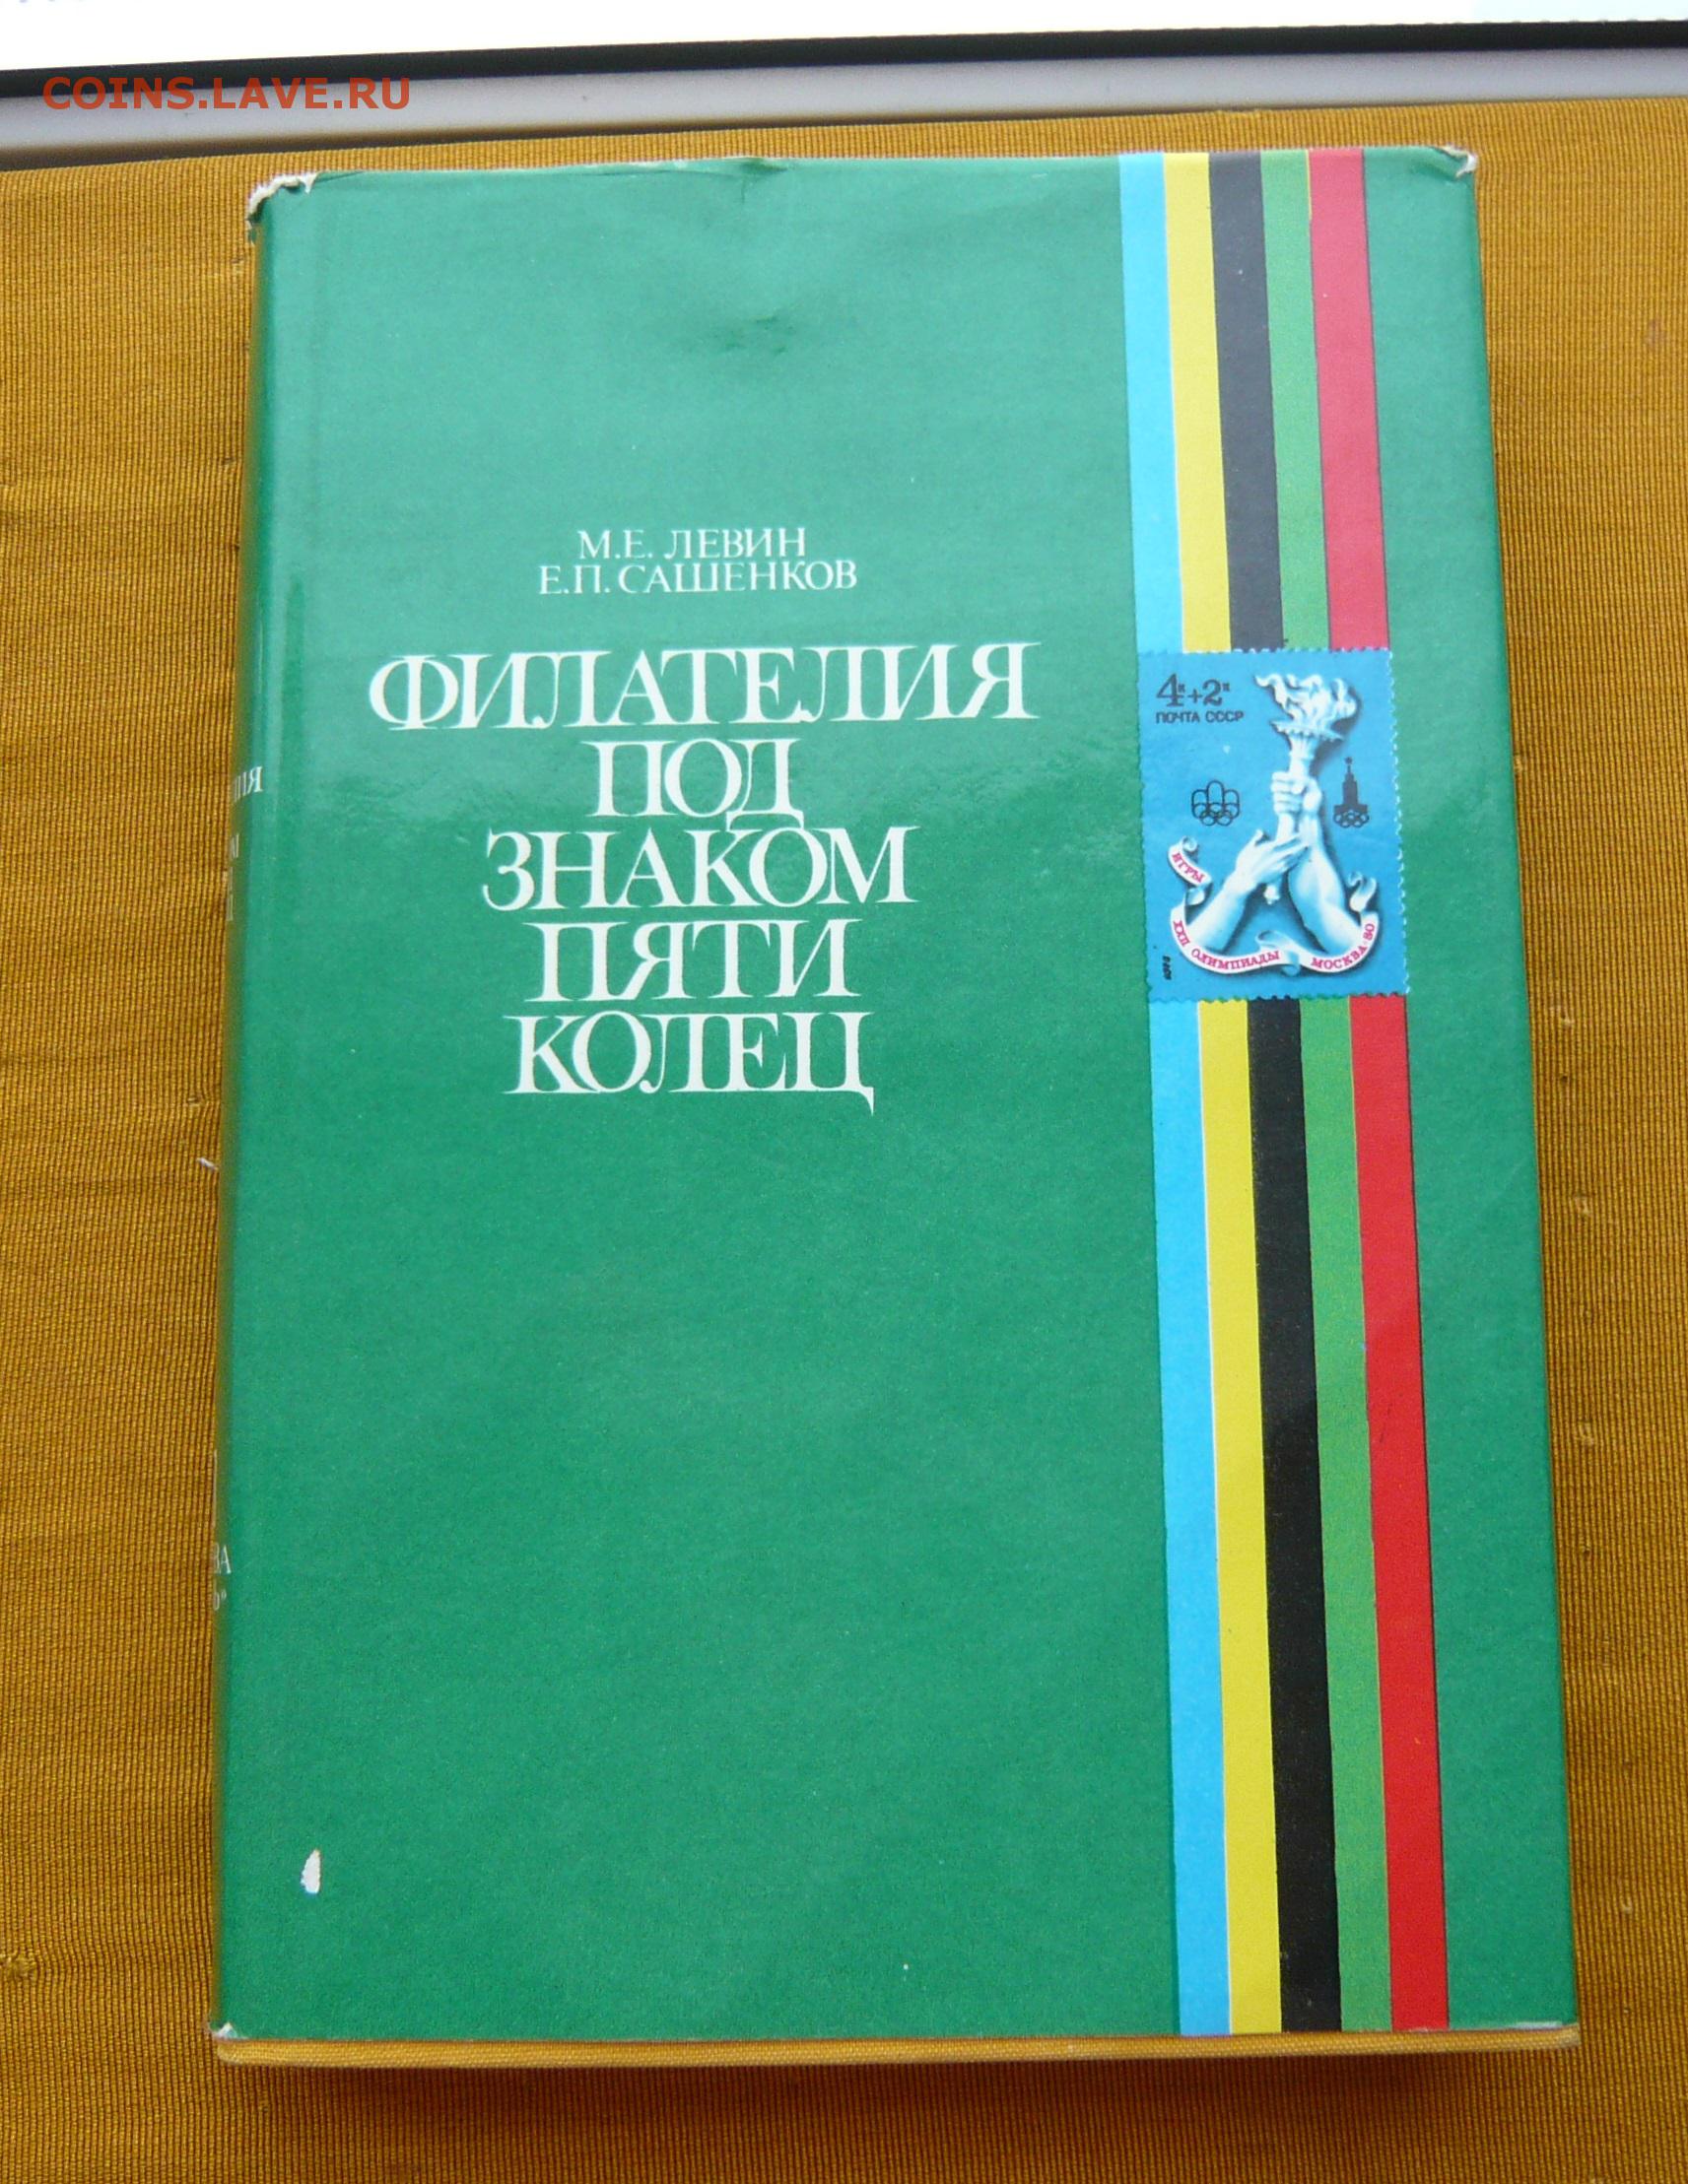 COINS.LAVE.RU
М.Е. ЛЕВИН
Е.П. САШЕНКОВ
ФИЛАТЕЛИЯ
ПОД
ЗНАКОМ
ПЯТИ
КОЛЕЦ
4к+2к
ПОЧТА СССР
ИГРЫ
XXII ОЛИМПИАДЫ МОСКВА·80